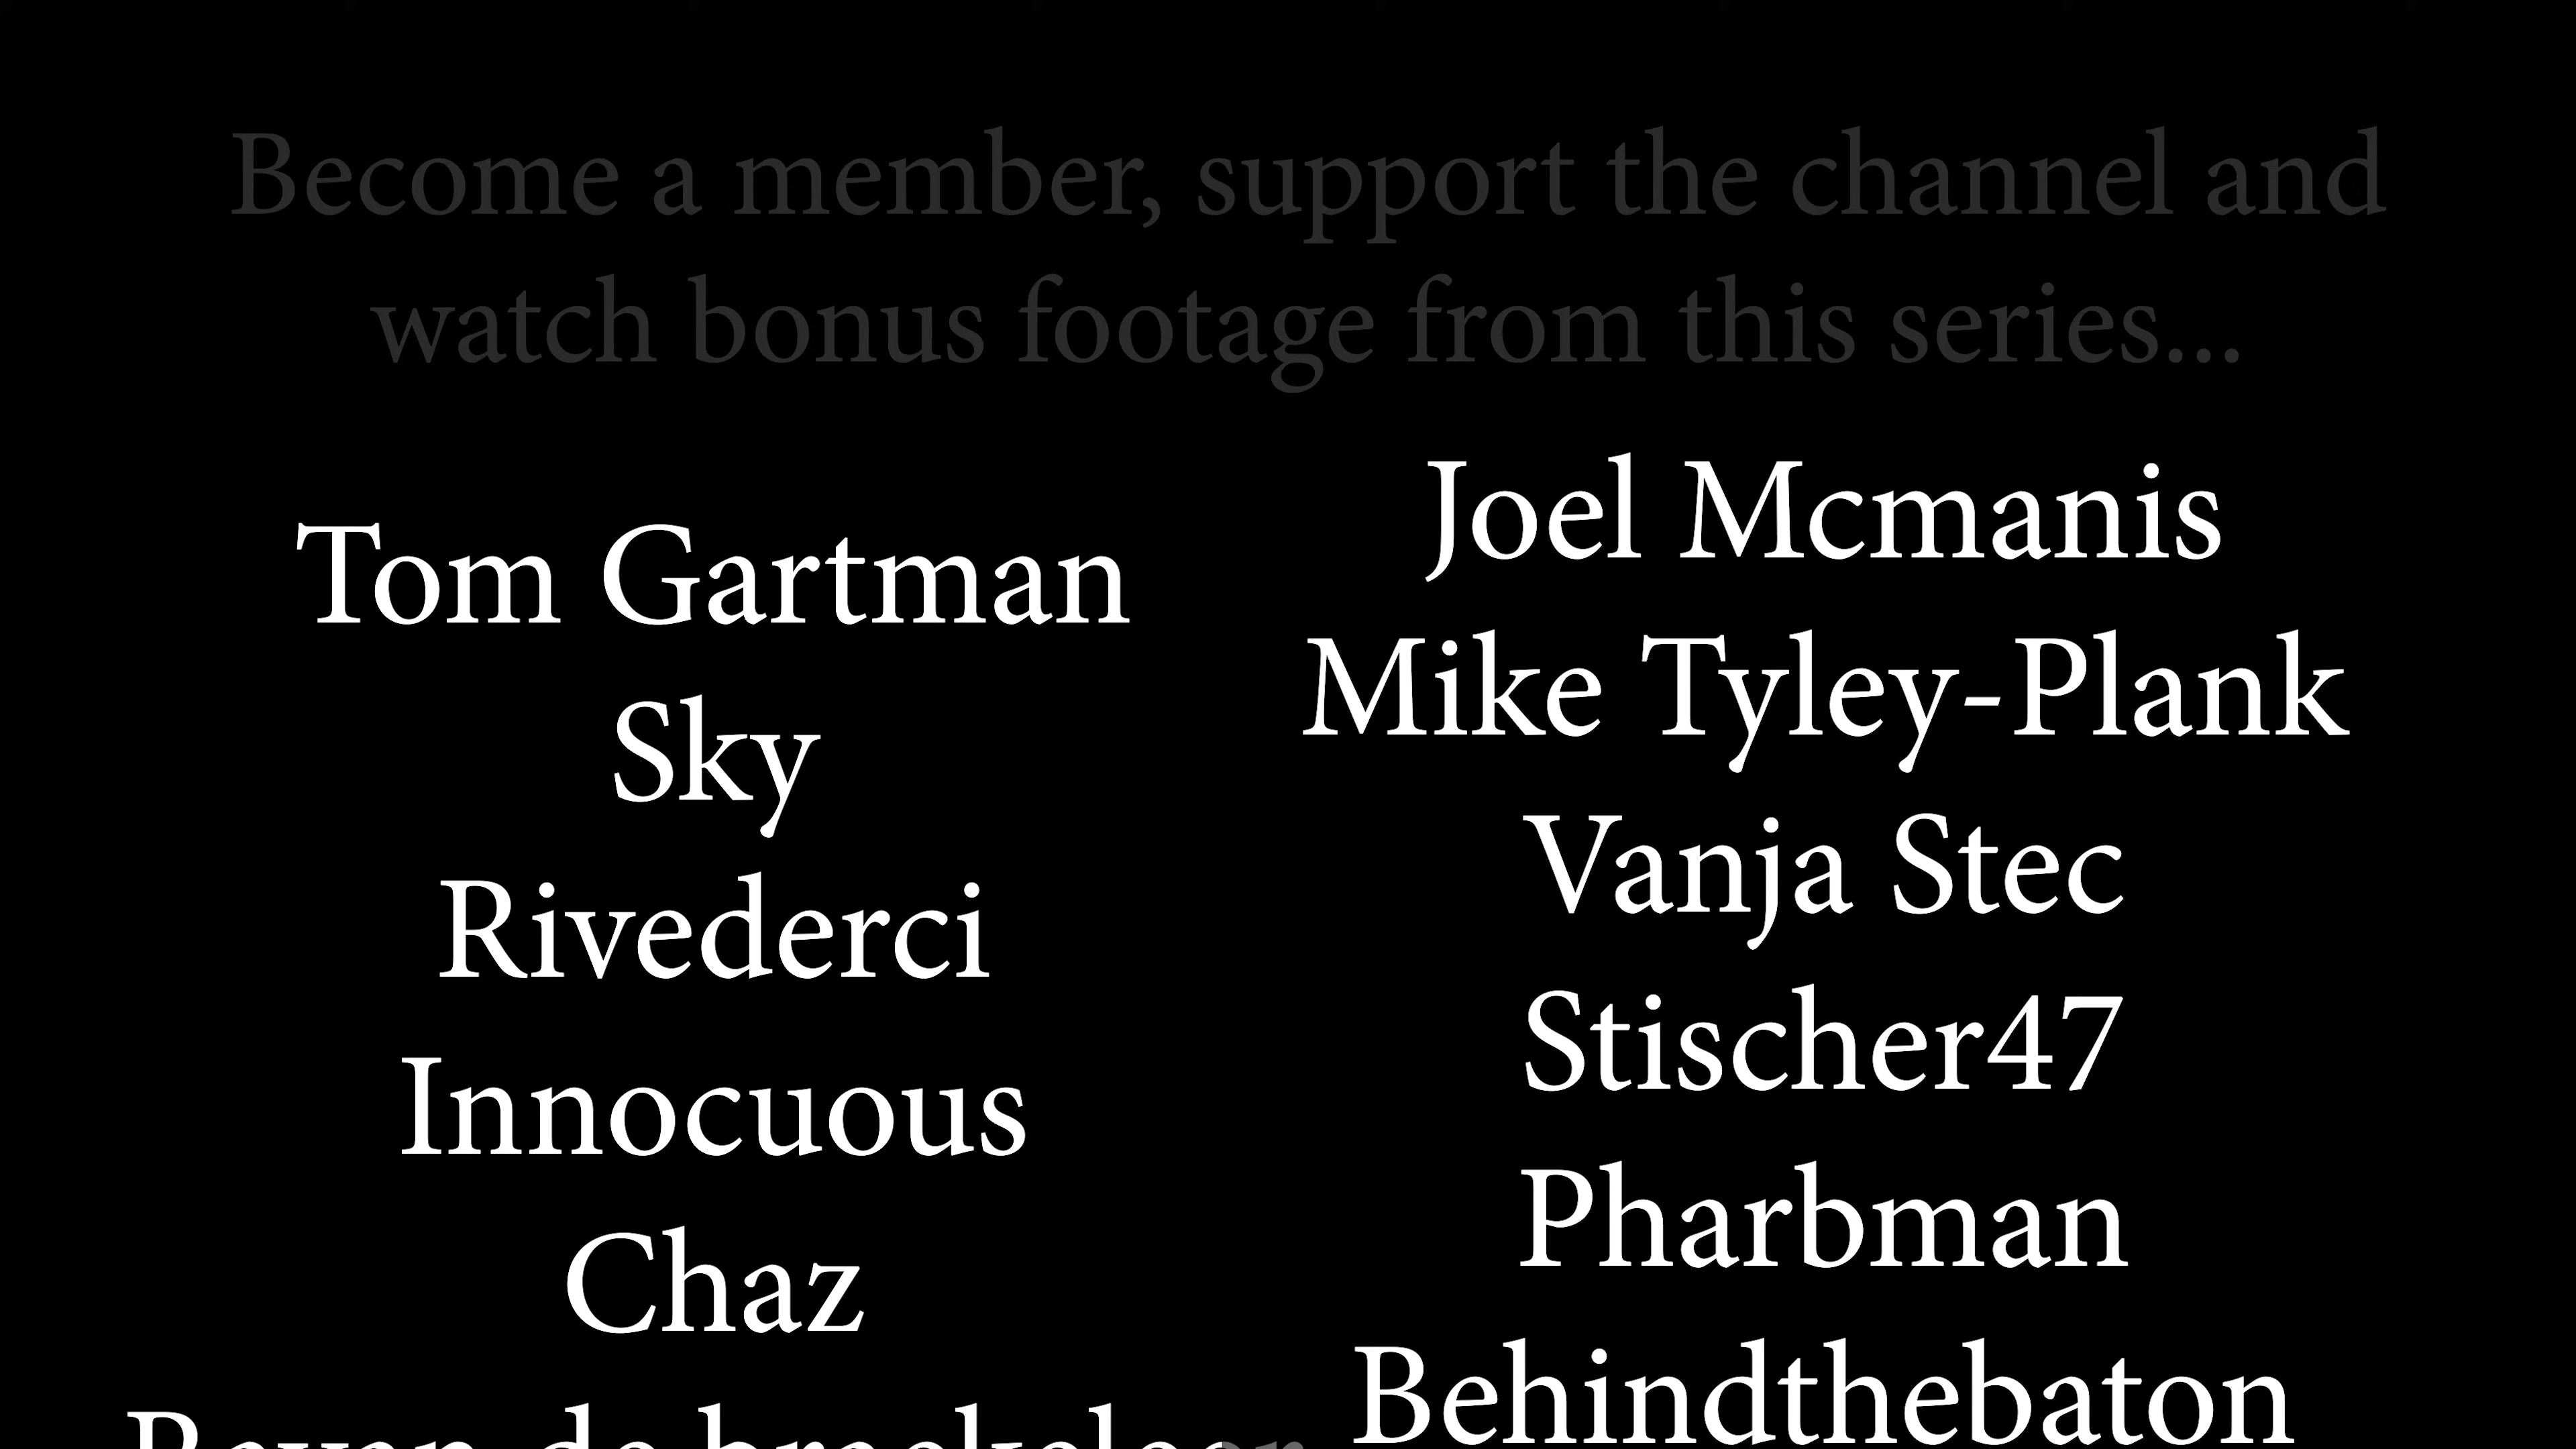 Become a member, support the channel and
watch bonus footage from this series...
Tom Gartman
Sky
Rivederci
Innocuous
Chaz
Joel Mcmanis
Mike Tyley-Plank
Vanja Stec
Stischer47
Pharbman
Behindthebaton